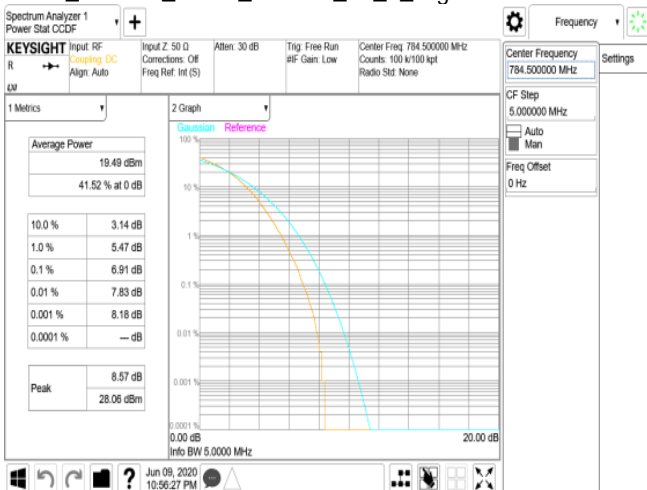 Spectrum Analyzer 1
Power Stat CCDF
Frequency
KEYSIGHT
R
Input: RF
Coupling: DC
Align: Auto
Input Z: 50 Ω
Corrections: Off
Freq Ref: Int (S)
Atten: 30 dB
Trig: Free Run
#IF Gain: Low
Center Freq: 784.500000 MHz
Counts: 100 k/100 kpt
Radio Std: None
Center Frequency
784.500000 MHz
Settings
CF Step
5.000000 MHz
Auto
Man
Freq Offset
0 Hz
1 Metrics
Average Power
19.49 dBm
41.52 % at 0 dB
10.0 % 3.14 dB
1.0 % 5.47 dB
0.1 % 6.91 dB
0.01 % 7.83 dB
0.001 % 8.18 dB
0.0001 % --- dB
Peak
8.57 dB
28.06 dBm
2 Graph
Gaussian Reference
100 %
10 %
1 %
0.1 %
0.01 %
0.001 %
0.0001 %
0.00 dB 20.00 dB
Info BW 5.0000 MHz
?
Jun 09, 2020
10:56:27 PM